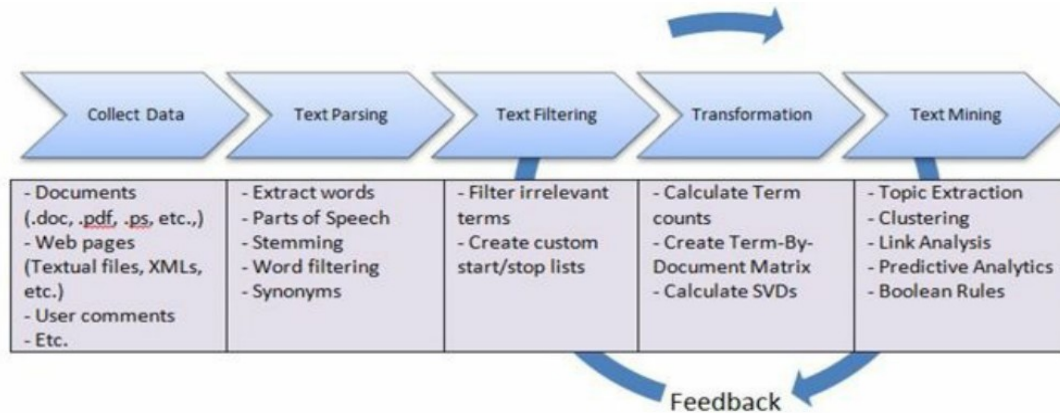 Collect Data
Text Parsing
Text Filtering
Transformation
Text Mining
- Documents
(.doc, .pdf, .ps, etc.,)
- Web pages
(Textual files, XMLs,
etc.)
- User comments
- Etc.
- Extract words
- Parts of Speech
- Stemming
- Word filtering
- Synonyms
- Filter irrelevant
terms
- Create custom
start/stop lists
- Calculate Term
counts
- Create Term-By-
Document Matrix
- Calculate SVDs
- Topic Extraction
- Clustering
- Link Analysis
- Predictive Analytics
- Boolean Rules
Feedback